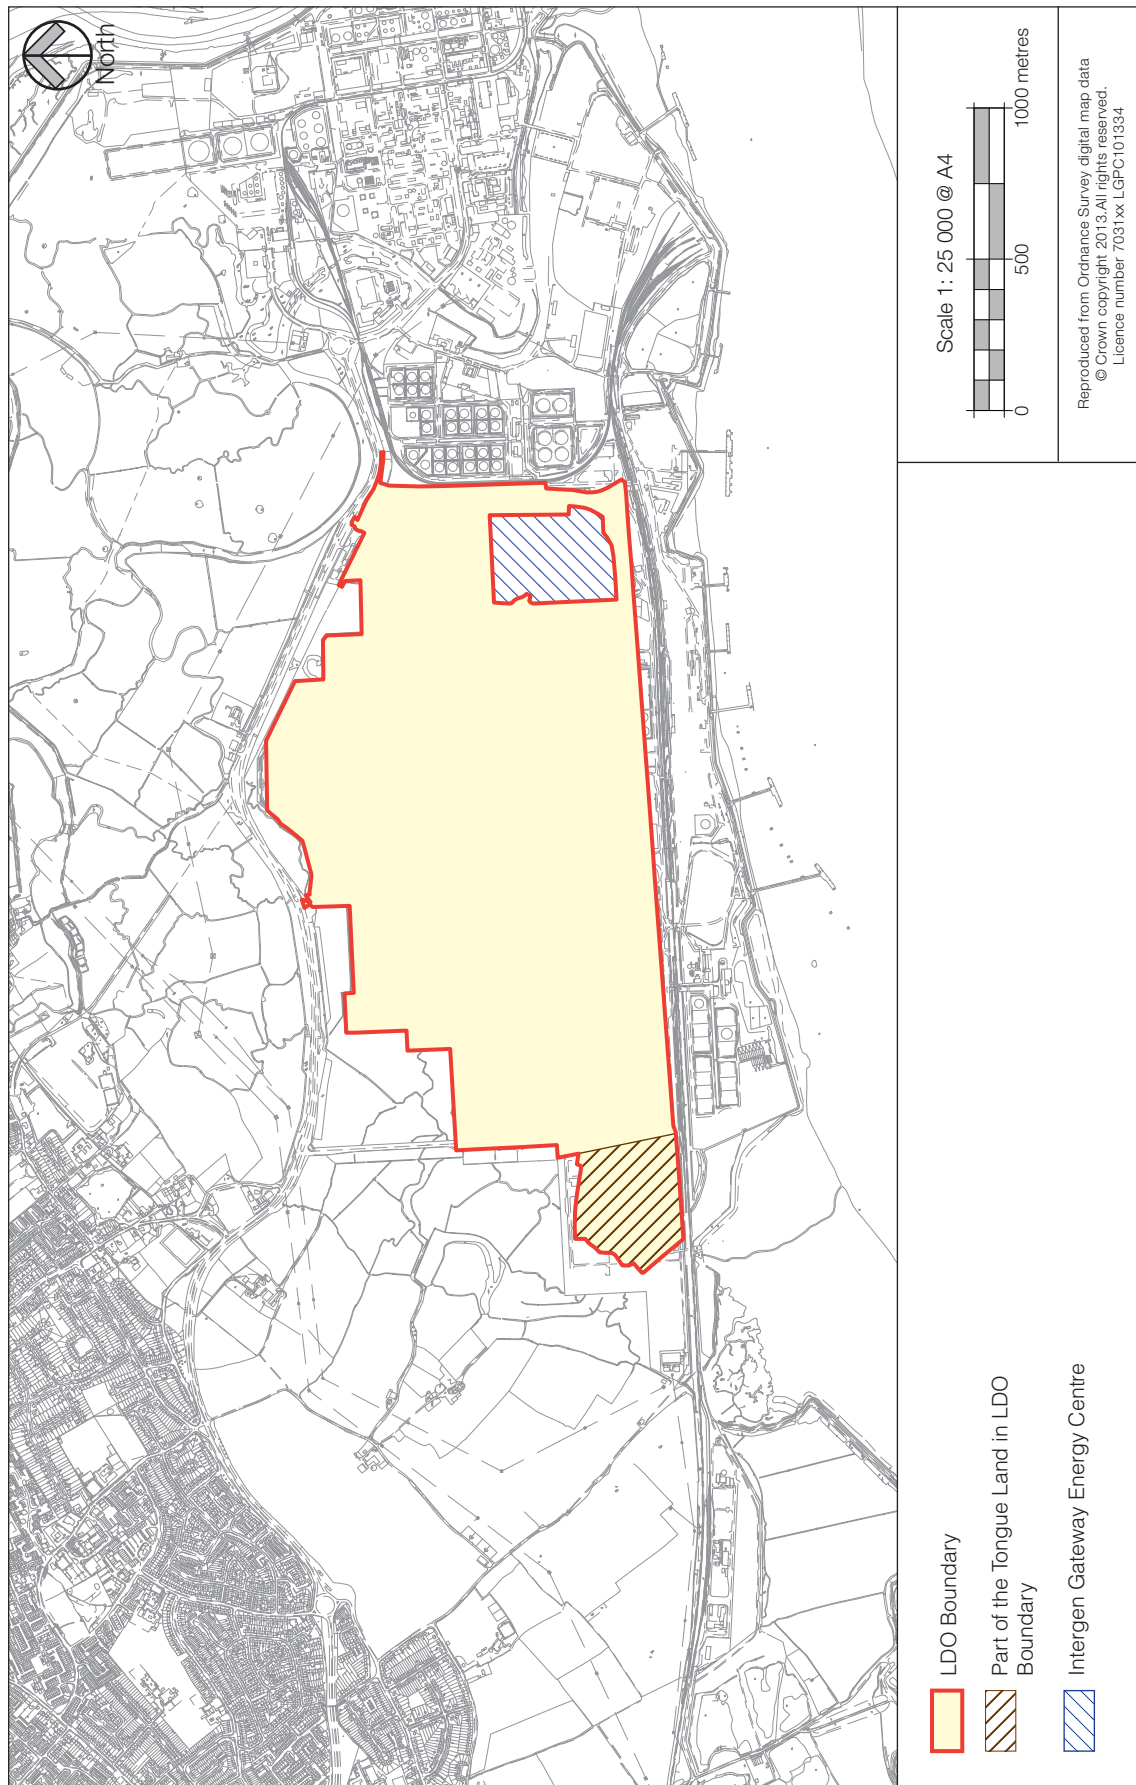 North
Scale 1: 25 000 @ A4
0
500
1000 metres
Reproduced from Ordnance Survey digital map data
© Crown copyright 2013.All rights reserved.
Licence number 7031xx LGPC101334
LDO Boundary
Part of the Tongue Land in LDO
Boundary
Intergen Gateway Energy Centre